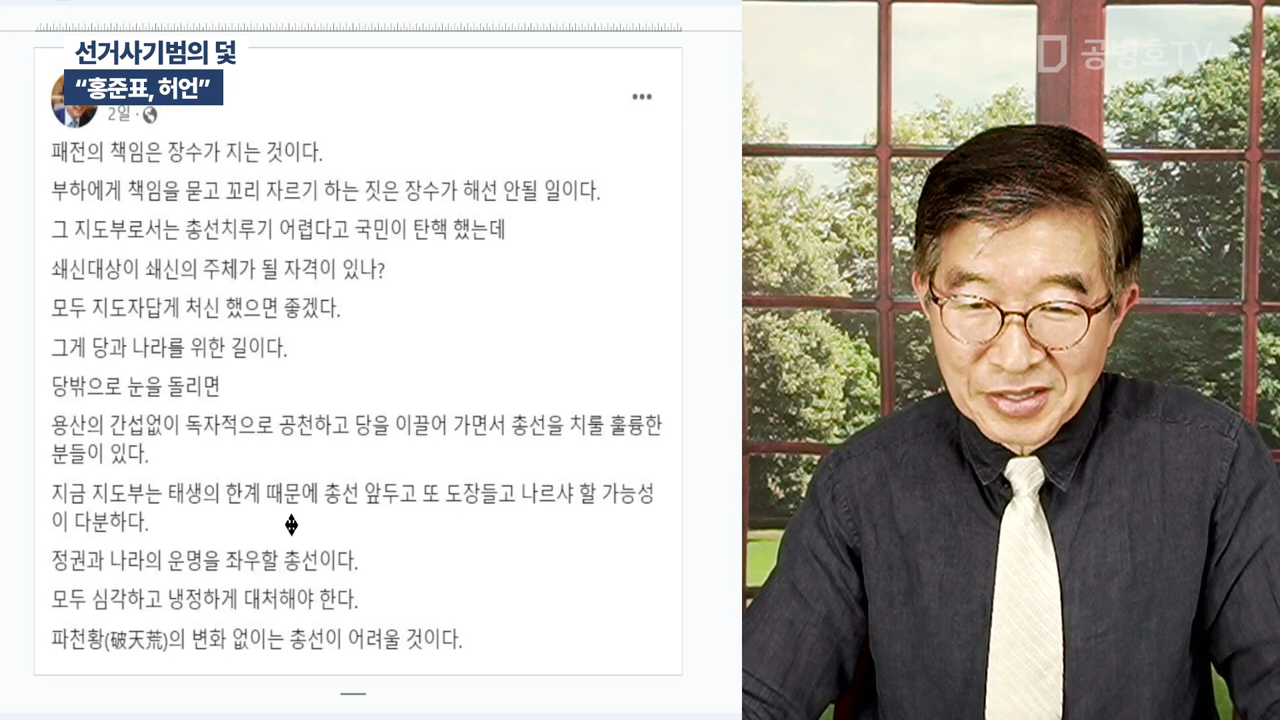 선거사기범의 덫
“홍준표, 허언”
2일 ·
패전의 책임은 장수가 지는 것이다.
부하에게 책임을 묻고 꼬리 자르기 하는 짓은 장수가 해선 안될 일이다.
그 지도부로서는 총선치루기 어렵다고 국민이 탄핵 했는데
쇄신대상이 쇄신의 주체가 될 자격이 있나?
모두 지도자답게 처신 했으면 좋겠다.
그게 당과 나라를 위한 길이다.
당밖으로 눈을 돌리면
용산의 간섭없이 독자적으로 공천하고 당을 이끌어 가면서 총선을 치룰 훌륭한
분들이 있다.
지금 지도부는 태생의 한계 때문에 총선 앞두고 또 도장들고 나르샤 할 가능성
이 다분하다.
정권과 나라의 운명을 좌우할 총선이다.
모두 심각하고 냉정하게 대처해야 한다.
파천황(破天荒)의 변화 없이는 총선이 어려울 것이다.
공병호TV